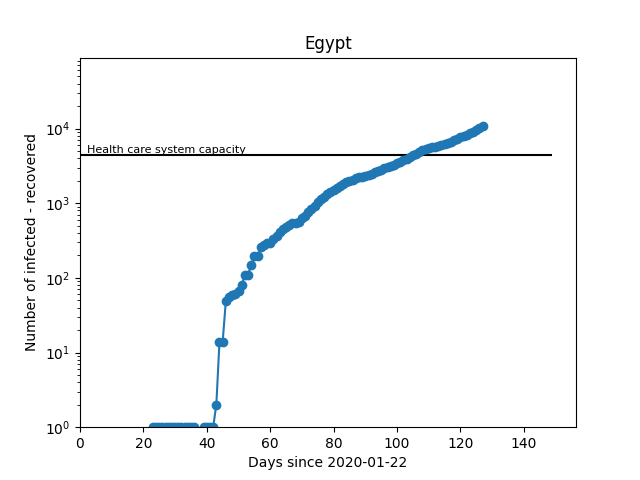 Egypt
Number of infected - recovered
10^4
10^3
10^2
10^1
10^0
Health care system capacity
0 20 40 60 80 100 120 140
Days since 2020-01-22